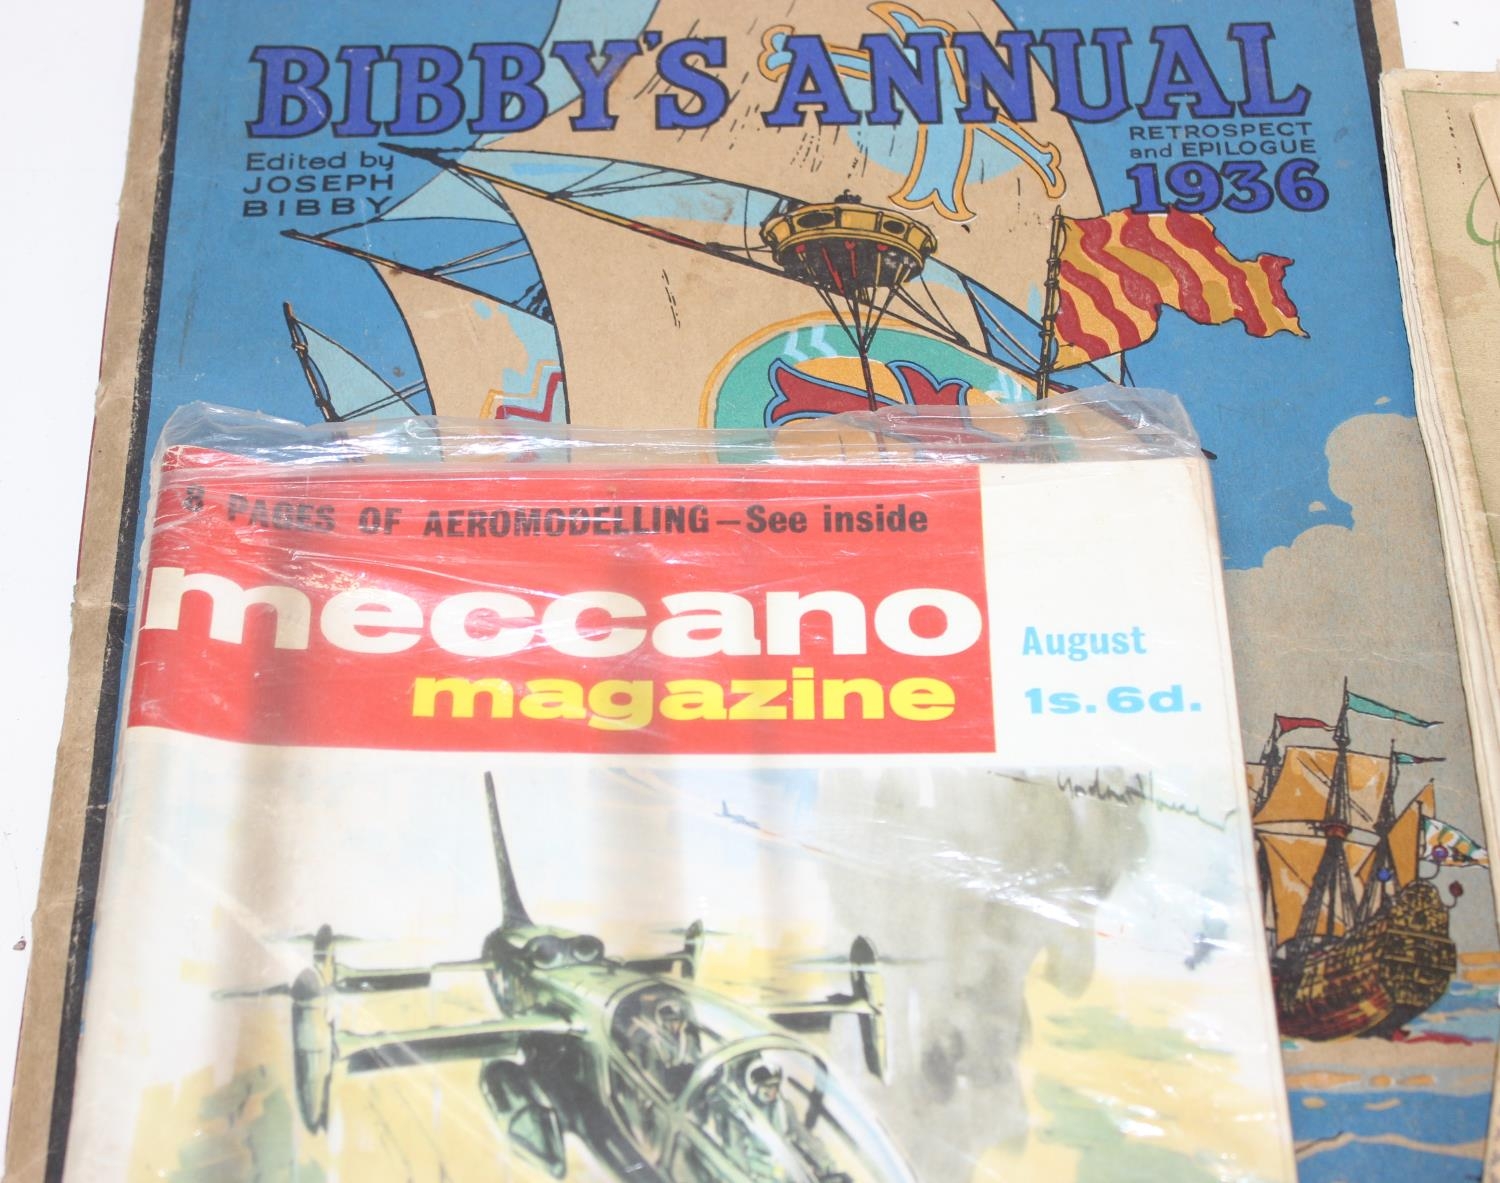 BIBBY'S ANNUAL
RETROSPECT
and EPILOGUE
1936
Edited by
JOSEPH
BIBBY
8 PAGES OF AEROMODELLING – See inside
meccano
magazine
August
1s. 6d.